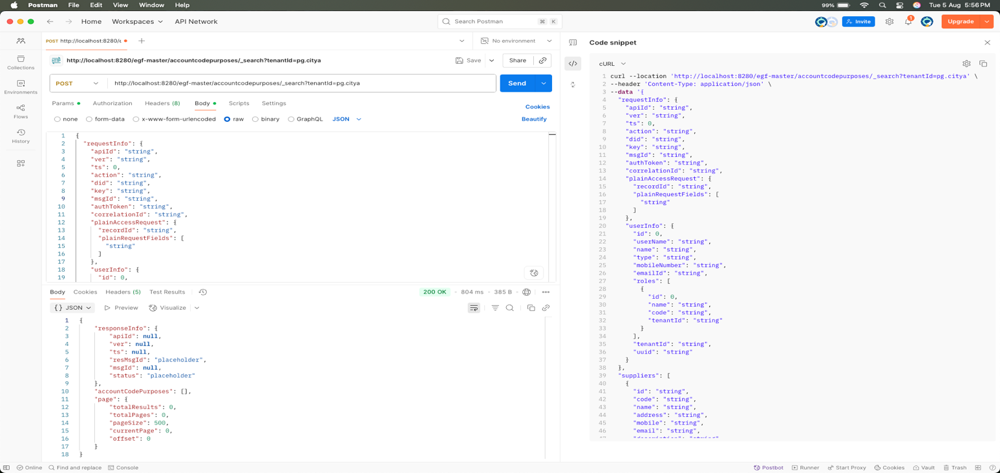 Postman File Edit View Window Help 99% Tue 5 Aug 5:56 PM
Home Workspaces API Network Search Postman ⌘ K Invite 1 Upgrade
POST http://localhost:8280/e + No environment
Code snippet
Collections
Environments
Flows
History
HTTP http://localhost:8280/egf-master/accountcodepurposes/_search?tenantId=pg.citya Save Share
POST http://localhost:8280/egf-master/accountcodepurposes/_search?tenantId=pg.citya Send
Params Authorization Headers (8) Body Scripts Settings Cookies
none form-data x-www-form-urlencoded raw binary GraphQL JSON Beautify
1 {
2 "requestInfo": {
3 "apiId": "string",
4 "ver": "string",
5 "ts": 0,
6 "action": "string",
7 "did": "string",
8 "key": "string",
9 "msgId": "string",
10 "authToken": "string",
11 "correlationId": "string",
12 "plainAccessRequest": {
13 "recordId": "string",
14 "plainRequestFields": [
15 "string"
16 ]
17 },
18 "userInfo": {
19 "id": 0,
Body Cookies Headers (5) Test Results 200 OK 804 ms 385 B
{} JSON Preview Visualize
1 {
2 "responseInfo": {
3 "apiId": null,
4 "ver": null,
5 "ts": null,
6 "resMsgId": "placeholder",
7 "msgId": null,
8 "status": "placeholder"
9 },
10 "accountCodePurposes": [],
11 "page": {
12 "totalResults": 0,
13 "totalPages": 0,
14 "pageSize": 500,
15 "currentPage": 0,
16 "offset": 0
17 }
18 }
cURL
1 curl --location 'http://localhost:8280/egf-master/accountcodepurposes/_search?tenantId=pg.citya' \
2 --header 'Content-Type: application/json' \
3 --data '{
4 "requestInfo": {
5 "apiId": "string",
6 "ver": "string",
7 "ts": 0,
8 "action": "string",
9 "did": "string",
10 "key": "string",
11 "msgId": "string",
12 "authToken": "string",
13 "correlationId": "string",
14 "plainAccessRequest": {
15 "recordId": "string",
16 "plainRequestFields": [
17 "string"
18 ]
19 },
20 "userInfo": {
21 "id": 0,
22 "userName": "string",
23 "name": "string",
24 "type": "string",
25 "mobileNumber": "string",
26 "emailId": "string",
27 "roles": [
28 {
29 "id": 0,
30 "name": "string",
31 "code": "string",
32 "tenantId": "string"
33 }
34 ],
35 "tenantId": "string",
36 "uuid": "string"
37 }
38 },
39 "suppliers": [
40 {
41 "id": "string",
42 "code": "string",
43 "name": "string",
44 "address": "string",
45 "mobile": "string",
46 "email": "string",
Online Find and replace Console Postbot Runner Start Proxy Cookies Vault Trash